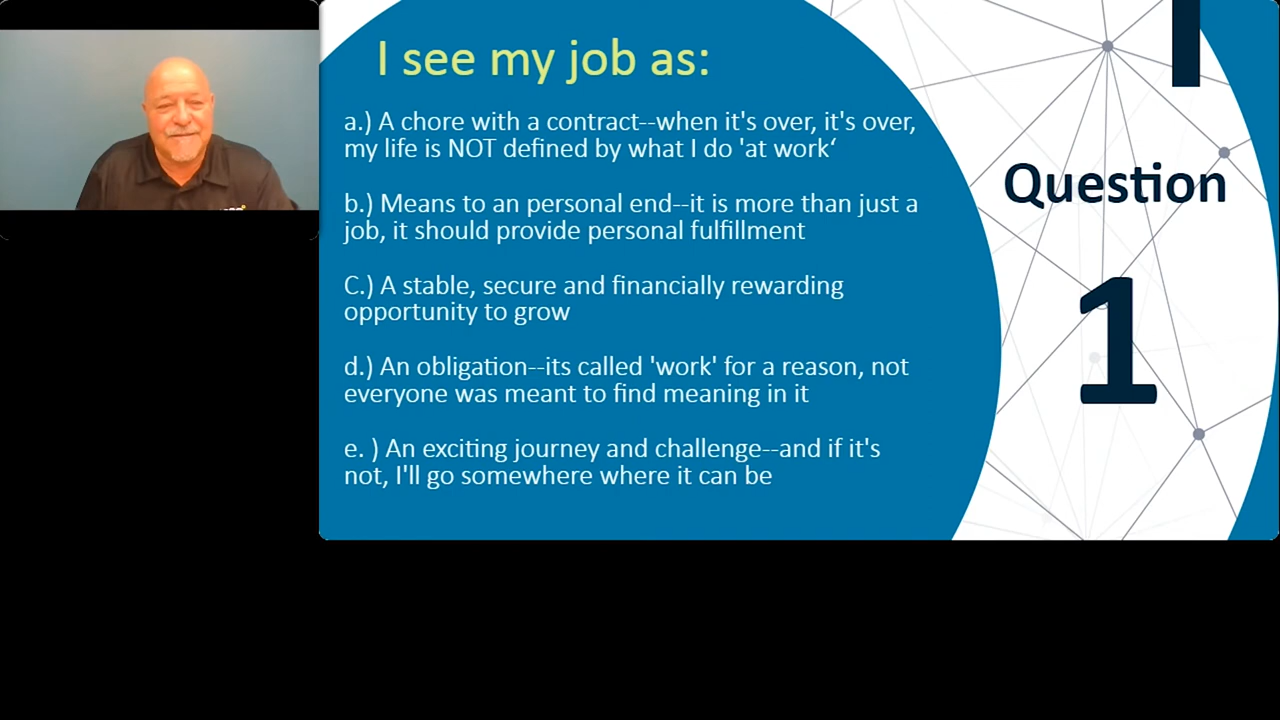 I see my job as:
a.) A chore with a contract--when it's over, it's over,
my life is NOT defined by what I do 'at work‘
b.) Means to an personal end--it is more than just a
job, it should provide personal fulfillment
C.) A stable, secure and financially rewarding
opportunity to grow
d.) An obligation--its called 'work' for a reason, not
everyone was meant to find meaning in it
e. ) An exciting journey and challenge--and if it's
not, I'll go somewhere where it can be
Question
1